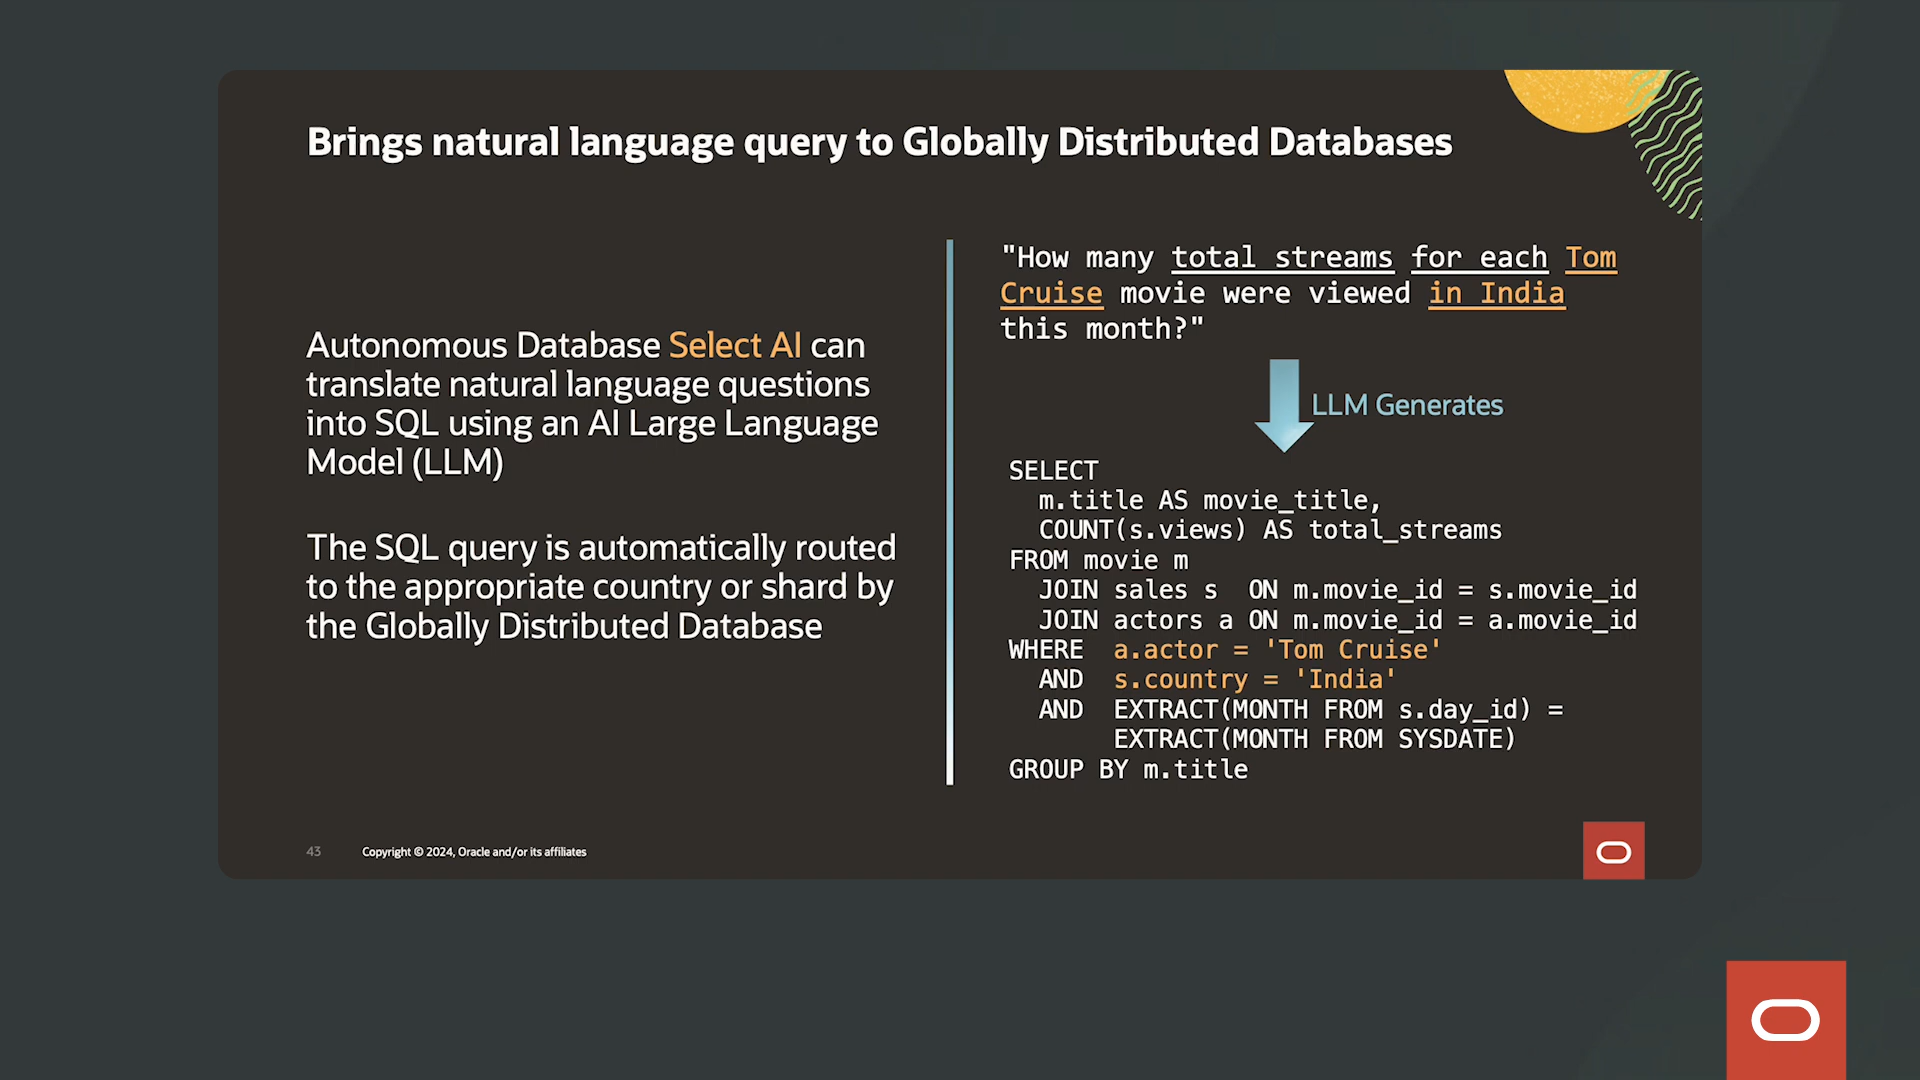 Brings natural language query to Globally Distributed Databases
Autonomous Database Select AI can
translate natural language questions
into SQL using an AI Large Language
Model (LLM)
The SQL query is automatically routed
to the appropriate country or shard by
the Globally Distributed Database
"How many total streams for each Tom
Cruise movie were viewed in India
this month?"
LLM Generates
SELECT
m.title AS movie_title,
COUNT(s.views) AS total_streams
FROM movie m
JOIN sales s ON m.movie_id = s.movie_id
JOIN actors a ON m.movie_id = a.movie_id
WHERE a.actor = 'Tom Cruise'
AND s.country = 'India'
AND EXTRACT(MONTH FROM s.day_id) =
EXTRACT(MONTH FROM SYSDATE)
GROUP BY m.title
43 Copyright © 2024, Oracle and/or its affiliates